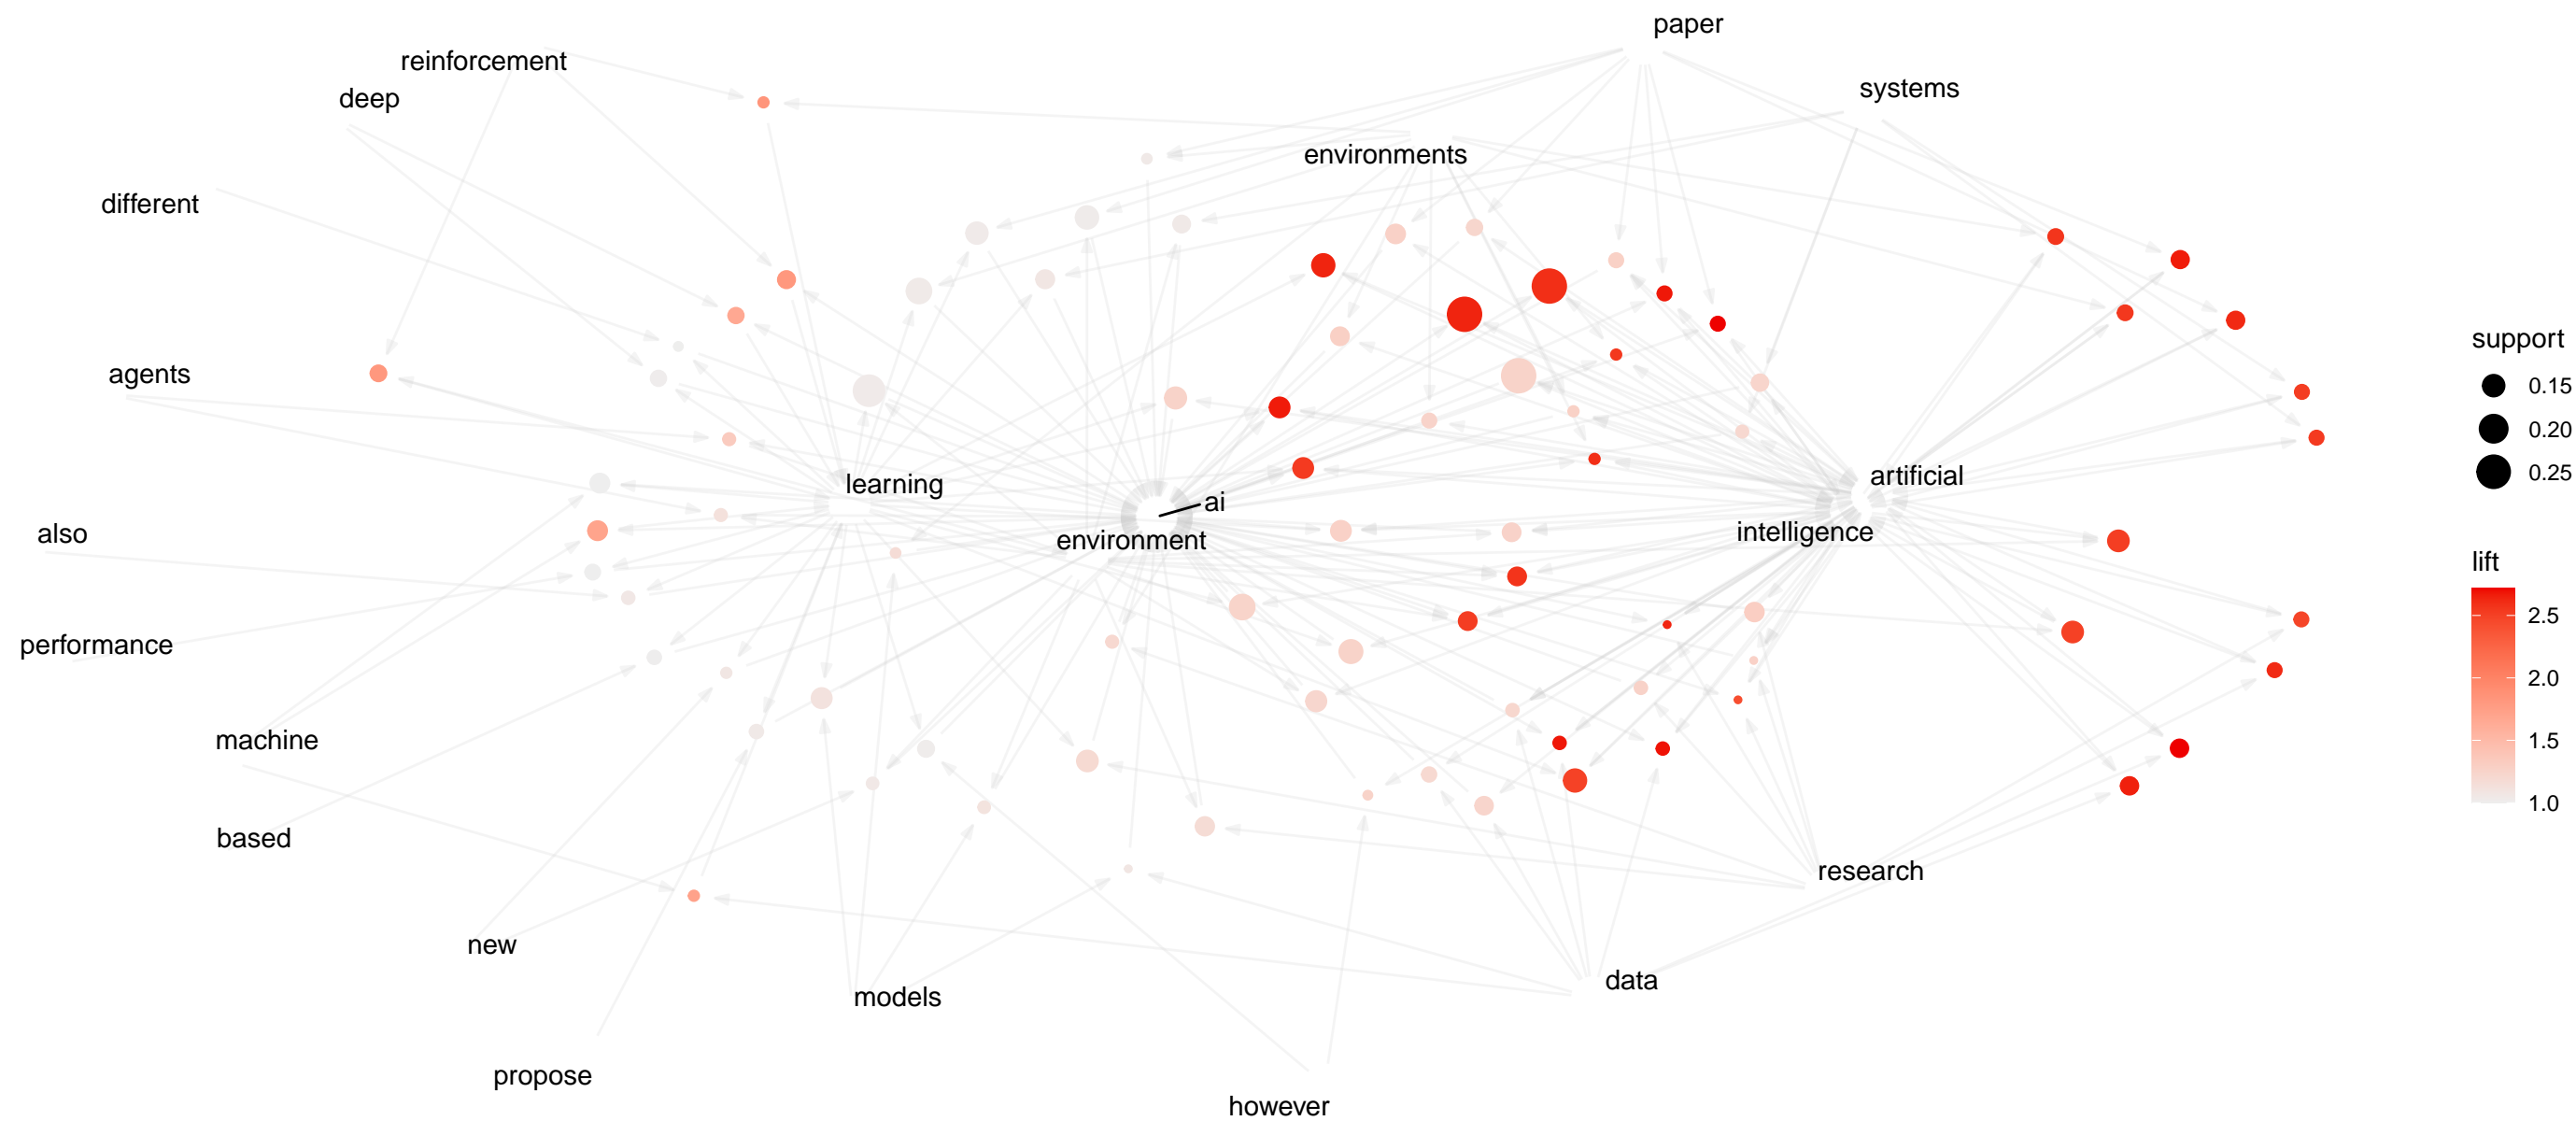 paper
reinforcement
systems
deep
environments
different
agents
learning
artificial
ai
also
intelligence
environment
performance
machine
based
research
new
data
models
propose
however
support
0.15
0.20
0.25
lift
2.5
2.0
1.5
1.0